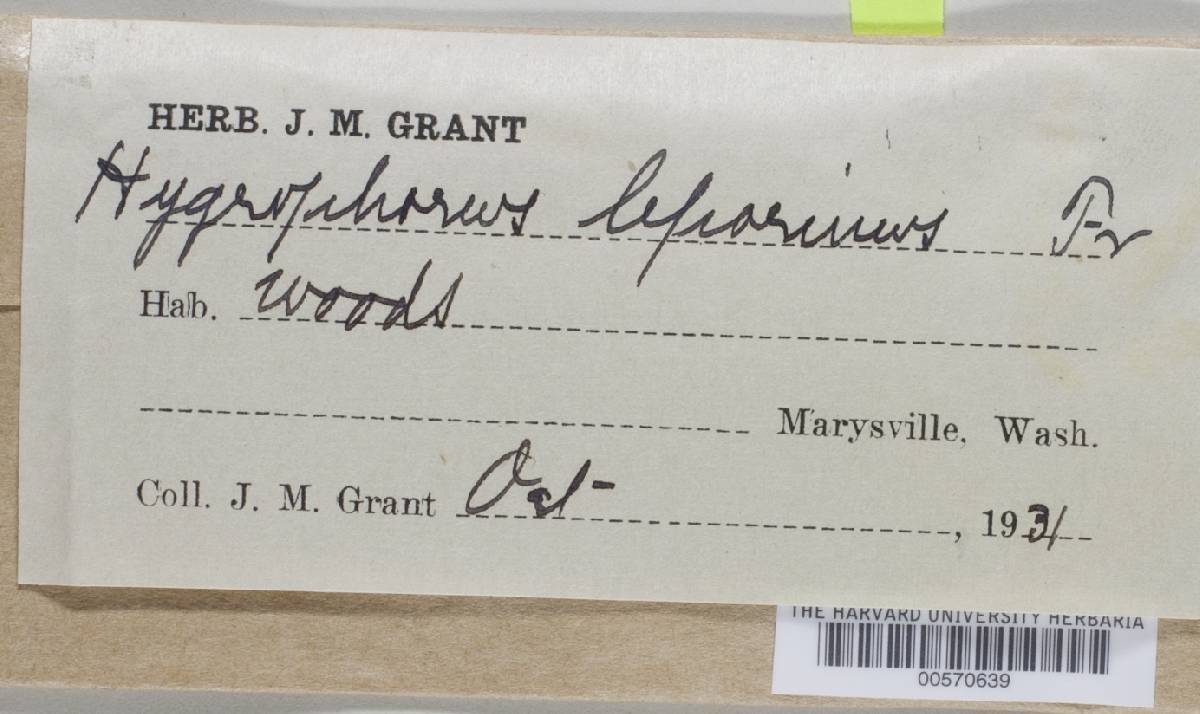 HERB. J. M. GRANT
Hygrophorus leporinus Fr
Hab. woods
Marysville, Wash.
Coll. J. M. Grant Oct- , 1931
THE HARVARD UNIVERSITY HERBARIA
00570639